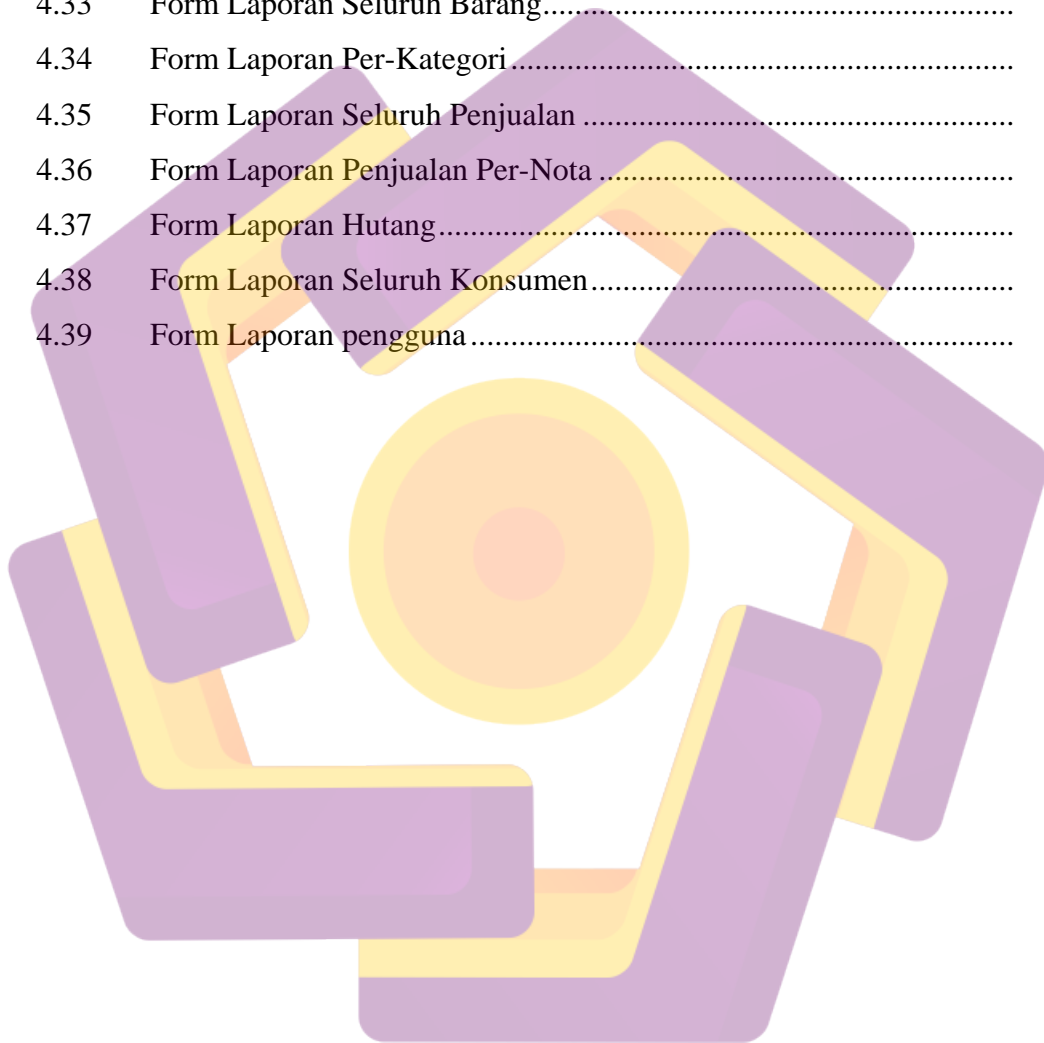 4.33 Form Laporan Seluruh Barang...............................................................
4.34 Form Laporan Per-Kategori...................................................................
4.35 Form Laporan Seluruh Penjualan ..........................................................
4.36 Form Laporan Penjualan Per-Nota ........................................................
4.37 Form Laporan Hutang............................................................................
4.38 Form Laporan Seluruh Konsumen.........................................................
4.39 Form Laporan pengguna........................................................................